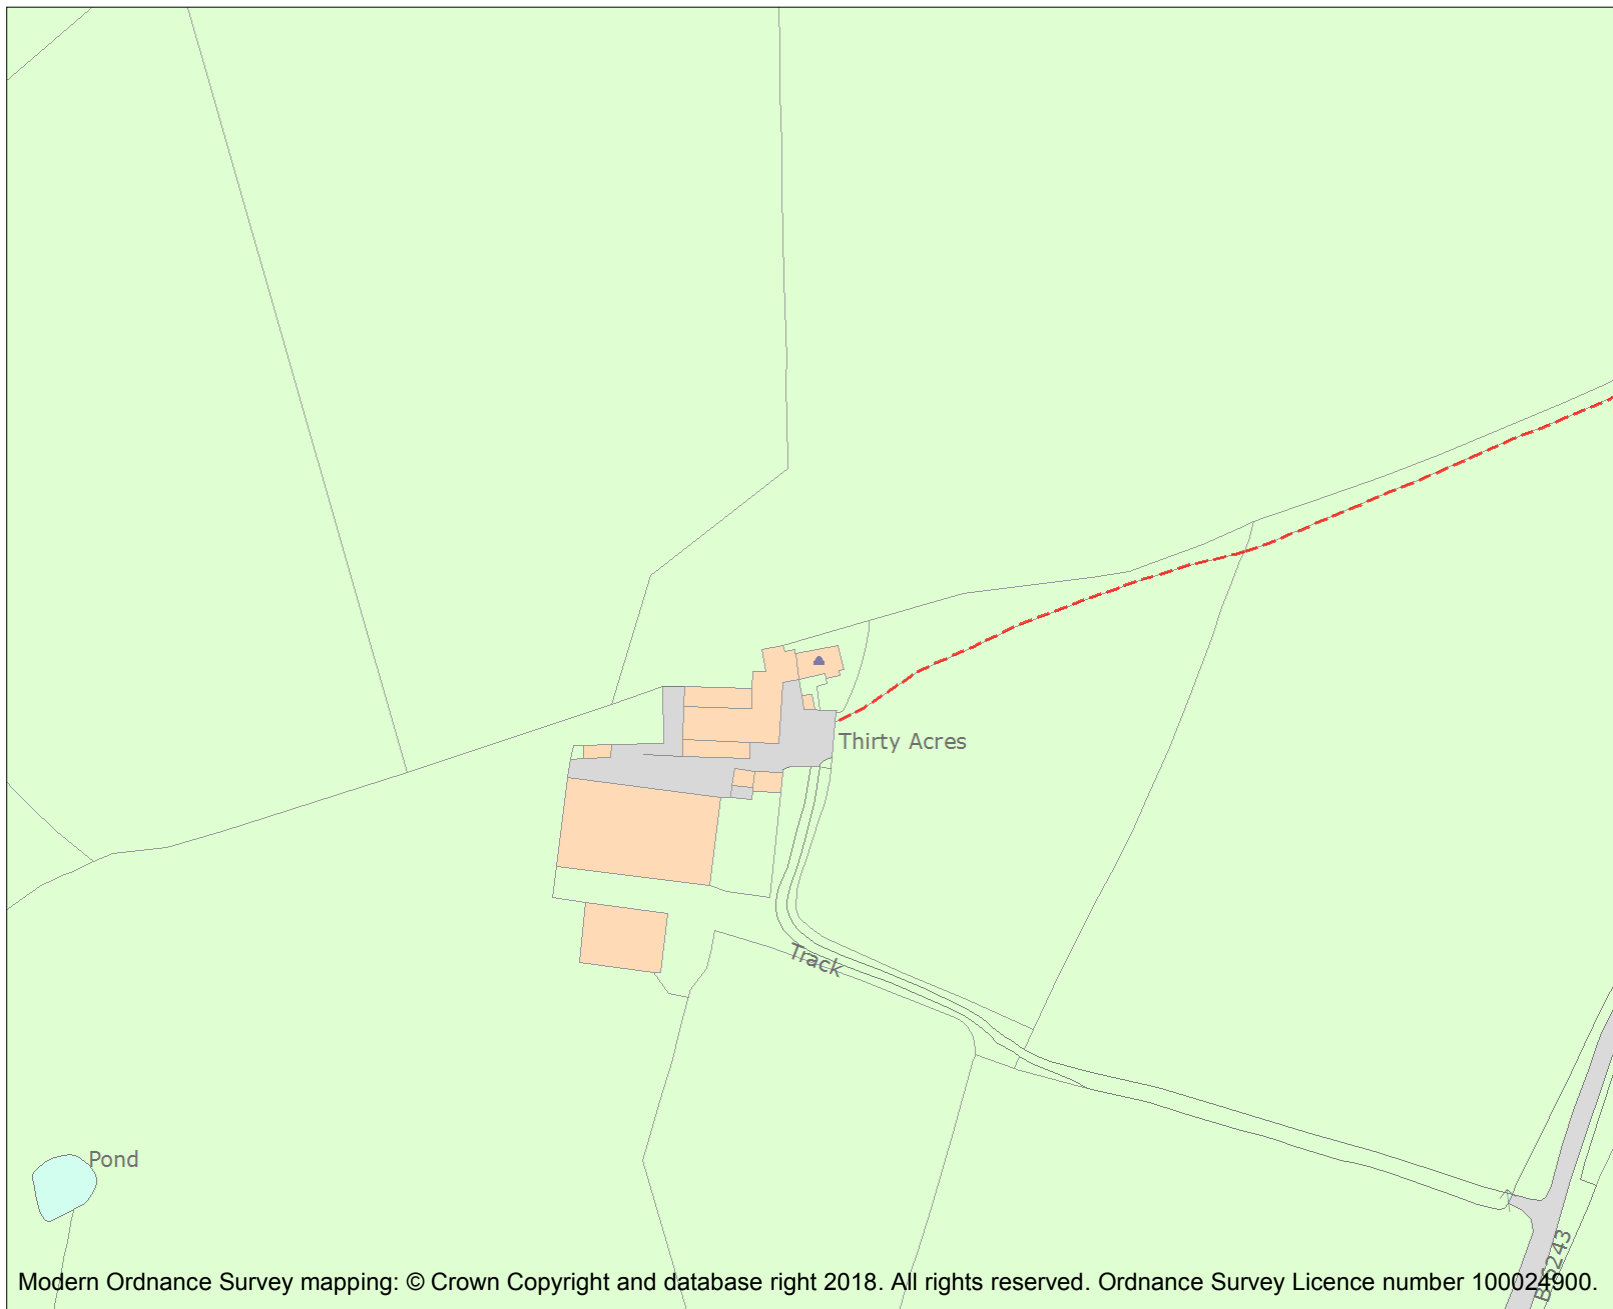 Thirty Acres
Track
Pond
B6243
Modern Ordnance Survey mapping: © Crown Copyright and database right 2018. All rights reserved. Ordnance Survey Licence number 100024900.